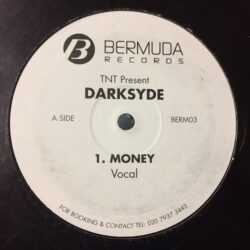 B
BERMUDA
RECORDS
TNT Present
DARKSYDE
A SIDE BERM03
1. MONEY
Vocal
FOR BOOKING & CONTACT TEL: 020 7937 3443